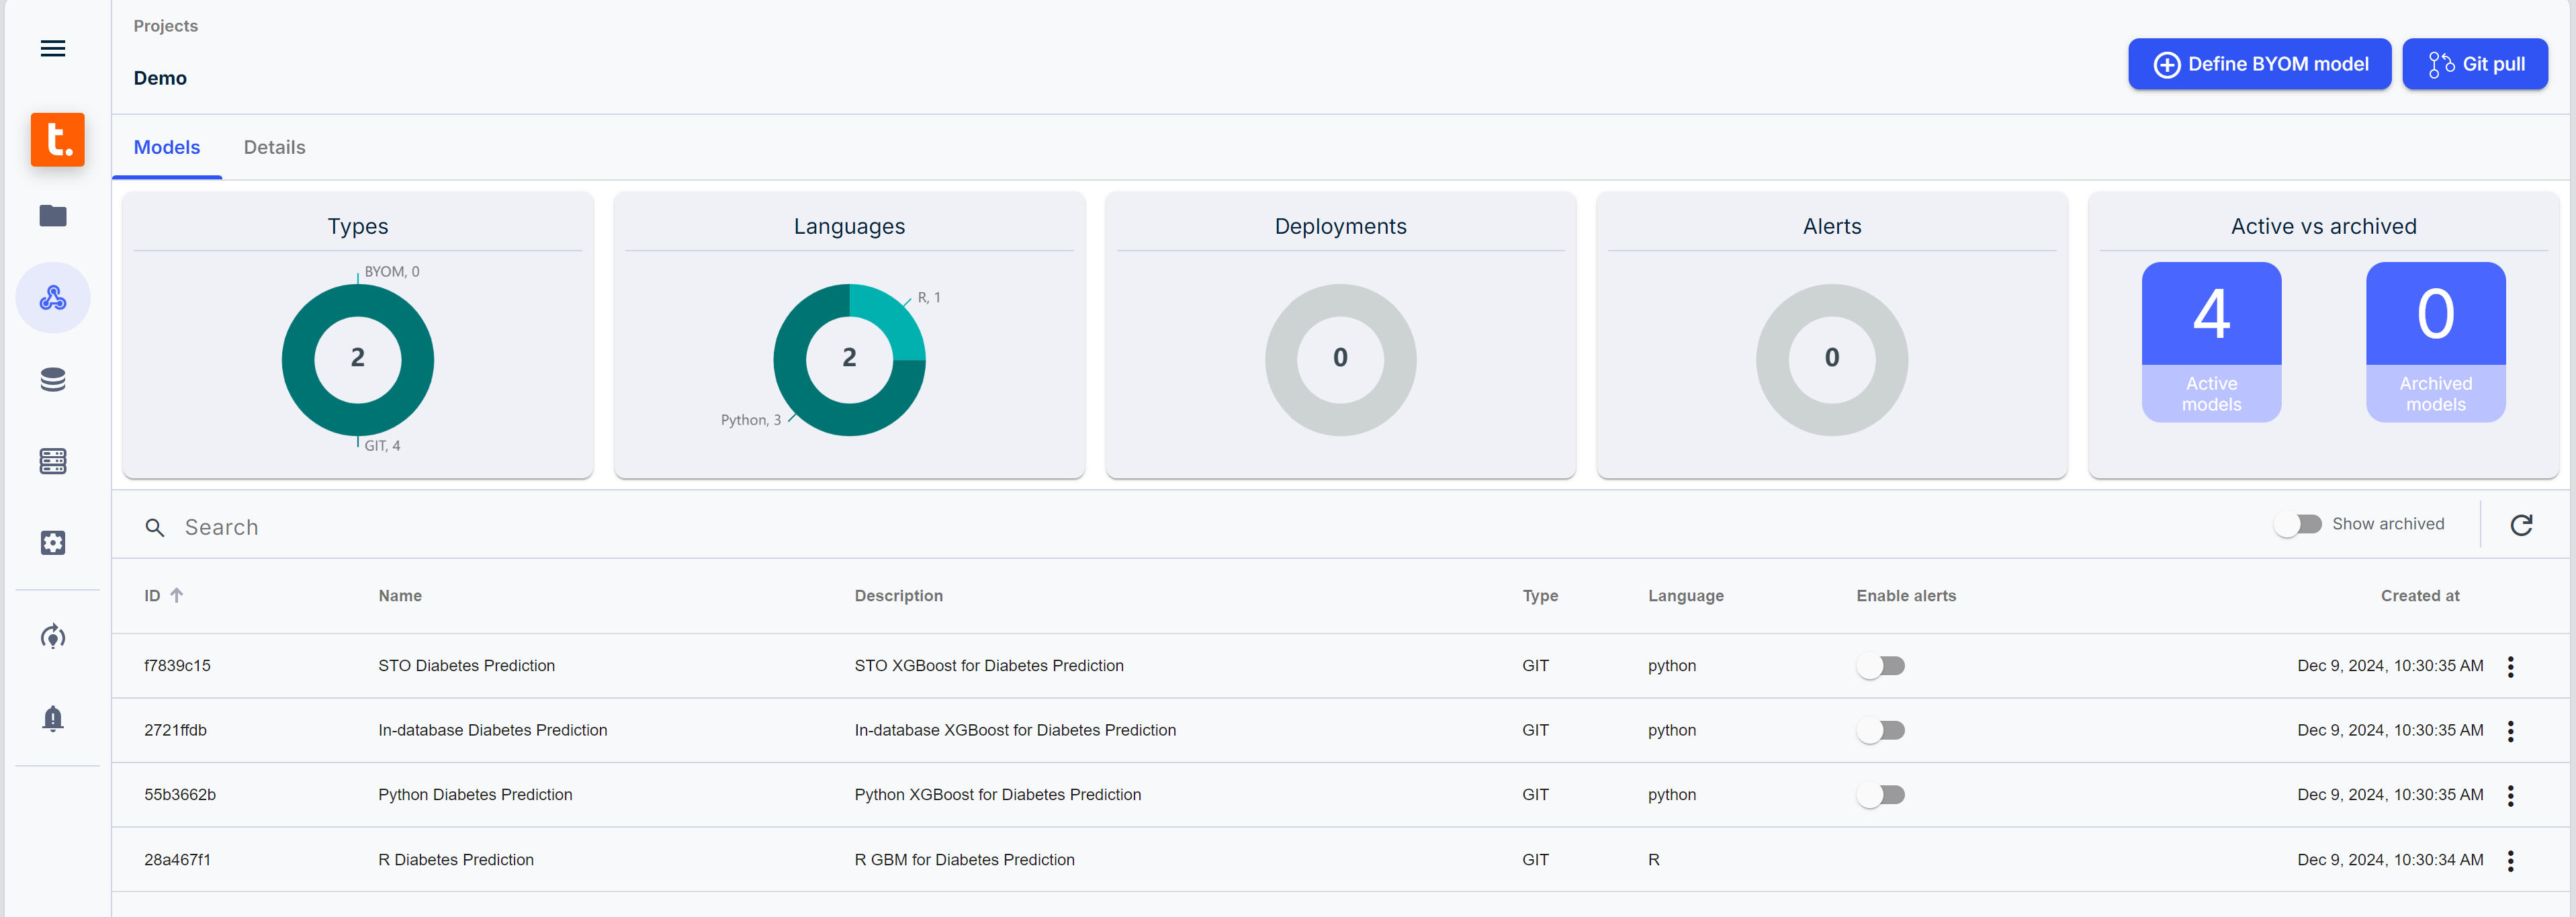 Projects
Demo
Define BYOM model
Git pull
t.
Models
Details
Types
BYOM, 0
2
GIT, 4
Languages
R, 1
2
Python, 3
Deployments
0
Alerts
0
Active vs archived
4
Active
models
0
Archived
models
Search
Show archived
ID Name Description Type Language Enable alerts Created at
f7839c15 STO Diabetes Prediction STO XGBoost for Diabetes Prediction GIT python Dec 9, 2024, 10:30:35 AM
2721ffdb In-database Diabetes Prediction In-database XGBoost for Diabetes Prediction GIT python Dec 9, 2024, 10:30:35 AM
55b3662b Python Diabetes Prediction Python XGBoost for Diabetes Prediction GIT python Dec 9, 2024, 10:30:35 AM
28a467f1 R Diabetes Prediction R GBM for Diabetes Prediction GIT R Dec 9, 2024, 10:30:34 AM